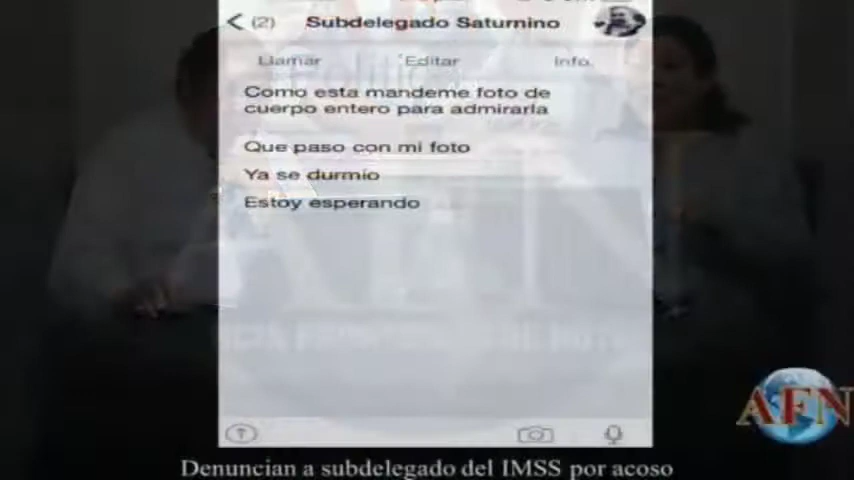 (2) Subdelegado Saturnino
Llamar Editar Info.
Como esta mandeme foto de
cuerpo entero para admirarla
Que paso con mi foto
Ya se durmio
Estoy esperando
AFN
Denuncian a subdelegado del IMSS por acoso